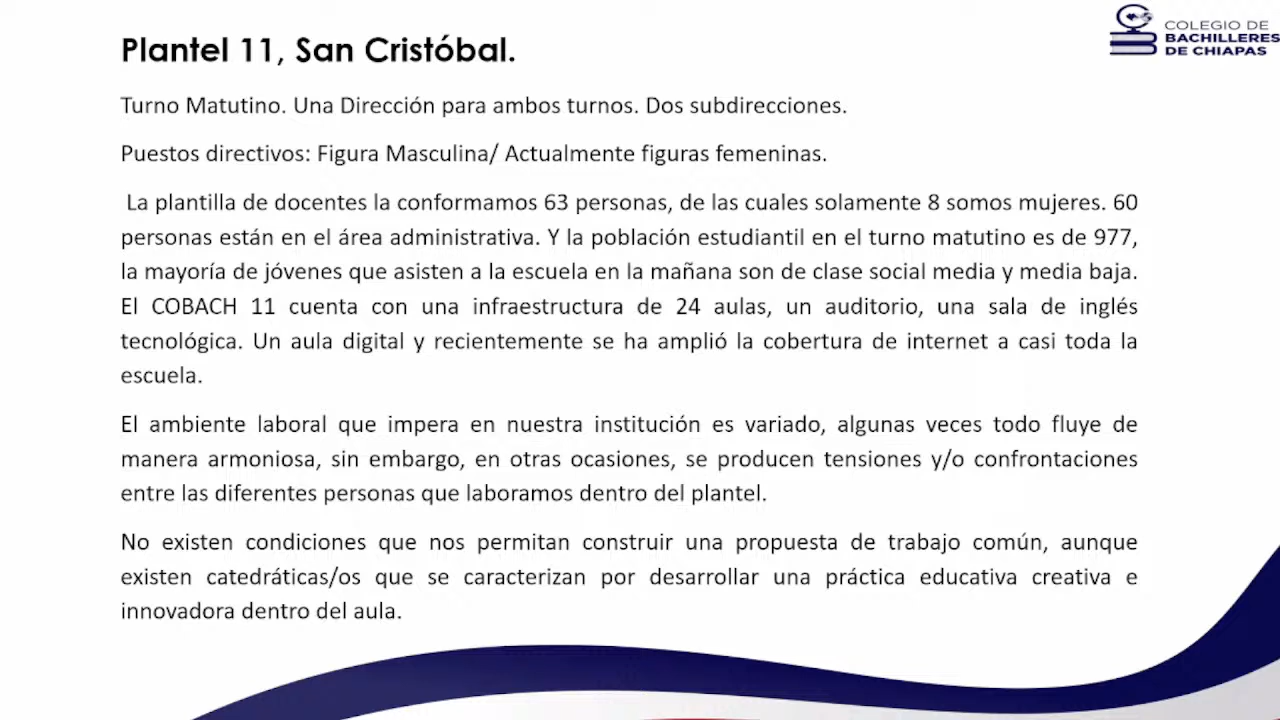 COLEGIO DE
BACHILLERES
DE CHIAPAS
Plantel 11, San Cristóbal.
Turno Matutino. Una Dirección para ambos turnos. Dos subdirecciones.
Puestos directivos: Figura Masculina/ Actualmente figuras femeninas.
La plantilla de docentes la conformamos 63 personas, de las cuales solamente 8 somos mujeres. 60
personas están en el área administrativa. Y la población estudiantil en el turno matutino es de 977,
la mayoría de jóvenes que asisten a la escuela en la mañana son de clase social media y media baja.
El COBACH 11 cuenta con una infraestructura de 24 aulas, un auditorio, una sala de inglés
tecnológica. Un aula digital y recientemente se ha amplió la cobertura de internet a casi toda la
escuela.
El ambiente laboral que impera en nuestra institución es variado, algunas veces todo fluye de
manera armoniosa, sin embargo, en otras ocasiones, se producen tensiones y/o confrontaciones
entre las diferentes personas que laboramos dentro del plantel.
No existen condiciones que nos permitan construir una propuesta de trabajo común, aunque
existen catedráticas/os que se caracterizan por desarrollar una práctica educativa creativa e
innovadora dentro del aula.